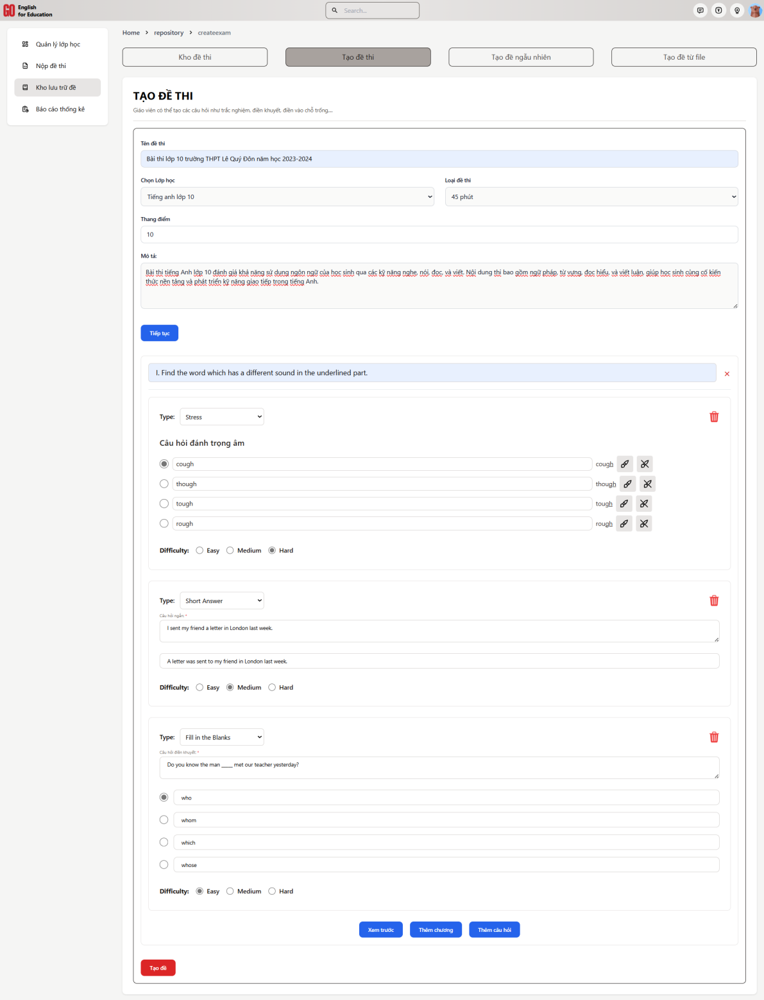 GO English
for Education
Search...
Home > repository > createexam
Quản lý lớp học
Nộp đề thi
Kho lưu trữ đề
Báo cáo thống kê
Kho đề thi
Tạo đề thi
Tạo đề ngẫu nhiên
Tạo đề từ file
TẠO ĐỀ THI
Giáo viên có thể tạo các câu hỏi như trắc nghiệm, điền khuyết, điền vào chỗ trống,...
Tên đề thi
Bài thi lớp 10 trường THPT Lê Quý Đôn năm học 2023-2024
Chọn Lớp học
Loại đề thi
Tiếng anh lớp 10
45 phút
Thang điểm
10
Mô tả:
Bài thi tiếng Anh lớp 10 đánh giá khả năng sử dụng ngôn ngữ của học sinh qua các kỹ năng nghe, nói, đọc, và viết. Nội dung thi bao gồm ngữ pháp, từ vựng, đọc hiểu, và viết luận, giúp học sinh củng cố kiến
thức nền tảng và phát triển kỹ năng giao tiếp trong tiếng Anh.
Tiếp tục
I. Find the word which has a different sound in the underlined part.
Type: Stress
Câu hỏi đánh trọng âm
cough cough
though though
tough tough
rough rough
Difficulty: Easy Medium Hard
Type: Short Answer
Câu hỏi ngắn: *
I sent my friend a letter in London last week.
A letter was sent to my friend in London last week.
Difficulty: Easy Medium Hard
Type: Fill in the Blanks
Câu hỏi điền khuyết: *
Do you know the man ____ met our teacher yesterday?
who
whom
which
whose
Difficulty: Easy Medium Hard
Xem trước
Thêm chương
Thêm câu hỏi
Tạo đề